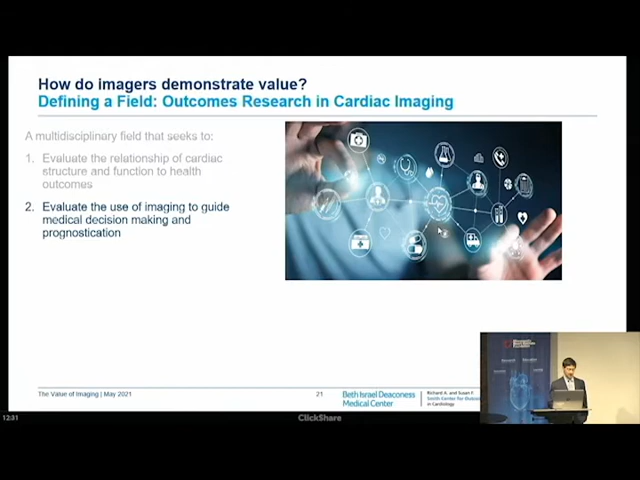 How do imagers demonstrate value?
Defining a Field: Outcomes Research in Cardiac Imaging
A multidisciplinary field that seeks to:
1. Evaluate the relationship of cardiac
structure and function to health
outcomes
2. Evaluate the use of imaging to guide
medical decision making and
prognostication
The Value of Imaging | May 2021
21
Beth Israel Deaconess
Medical Center
Richard A. and Susan F.
Smith Center for
in Cardiology
12:31
ClickShare